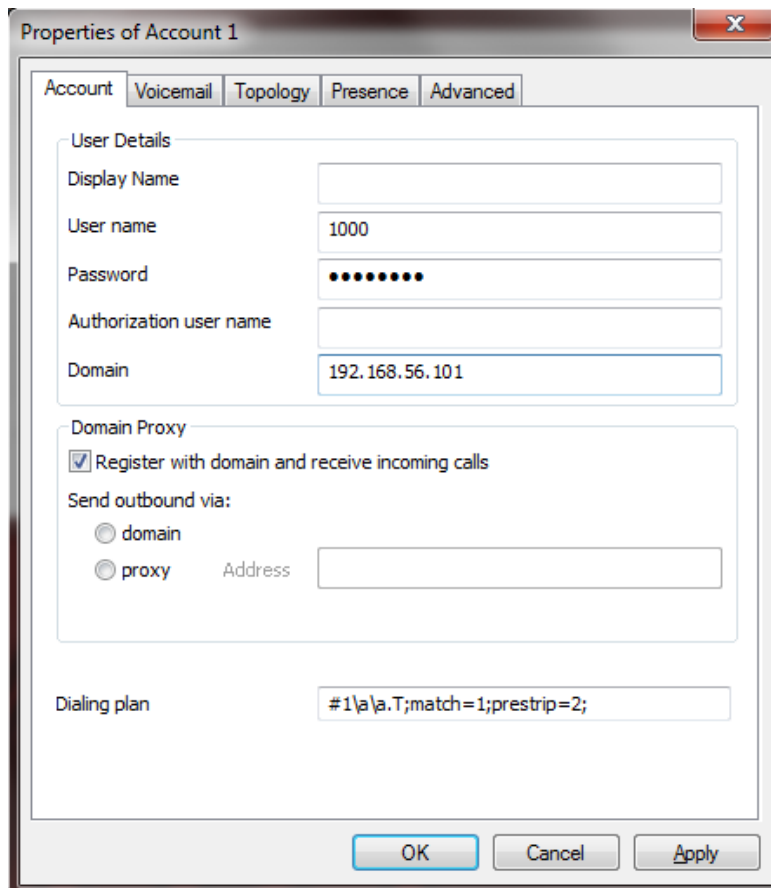 Properties of Account 1
Account Voicemail Topology Presence Advanced
User Details
Display Name
User name 1000
Password ●●●●●●●●
Authorization user name
Domain 192.168.56.101
Domain Proxy
Register with domain and receive incoming calls
Send outbound via:
domain
proxy Address
Dialing plan #1\a\a.T;match=1;prestrip=2;
OK Cancel Apply